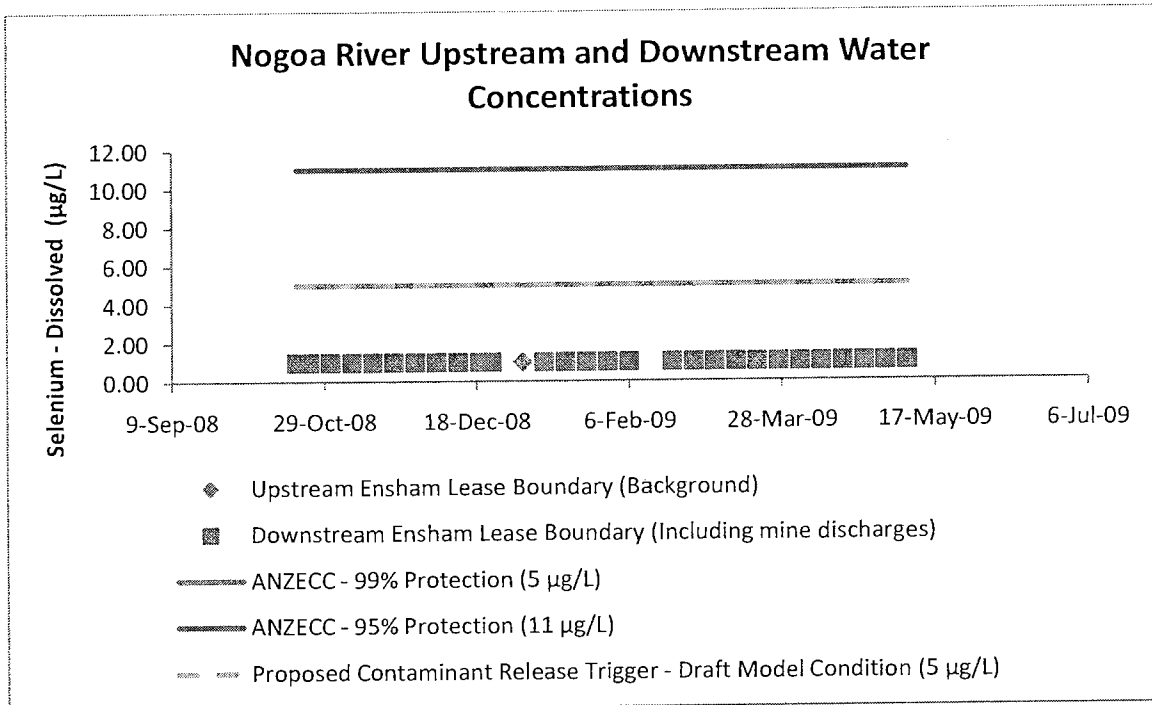 Nogoa River Upstream and Downstream Water
Concentrations
Selenium - Dissolved (µg/L)
12.00
10.00
8.00
6.00
4.00
2.00
0.00
9-Sep-08 29-Oct-08 18-Dec-08 6-Feb-09 28-Mar-09 17-May-09 6-Jul-09
Upstream Ensham Lease Boundary (Background)
Downstream Ensham Lease Boundary (Including mine discharges)
ANZECC - 99% Protection (5 µg/L)
ANZECC - 95% Protection (11 µg/L)
Proposed Contaminant Release Trigger - Draft Model Condition (5 µg/L)